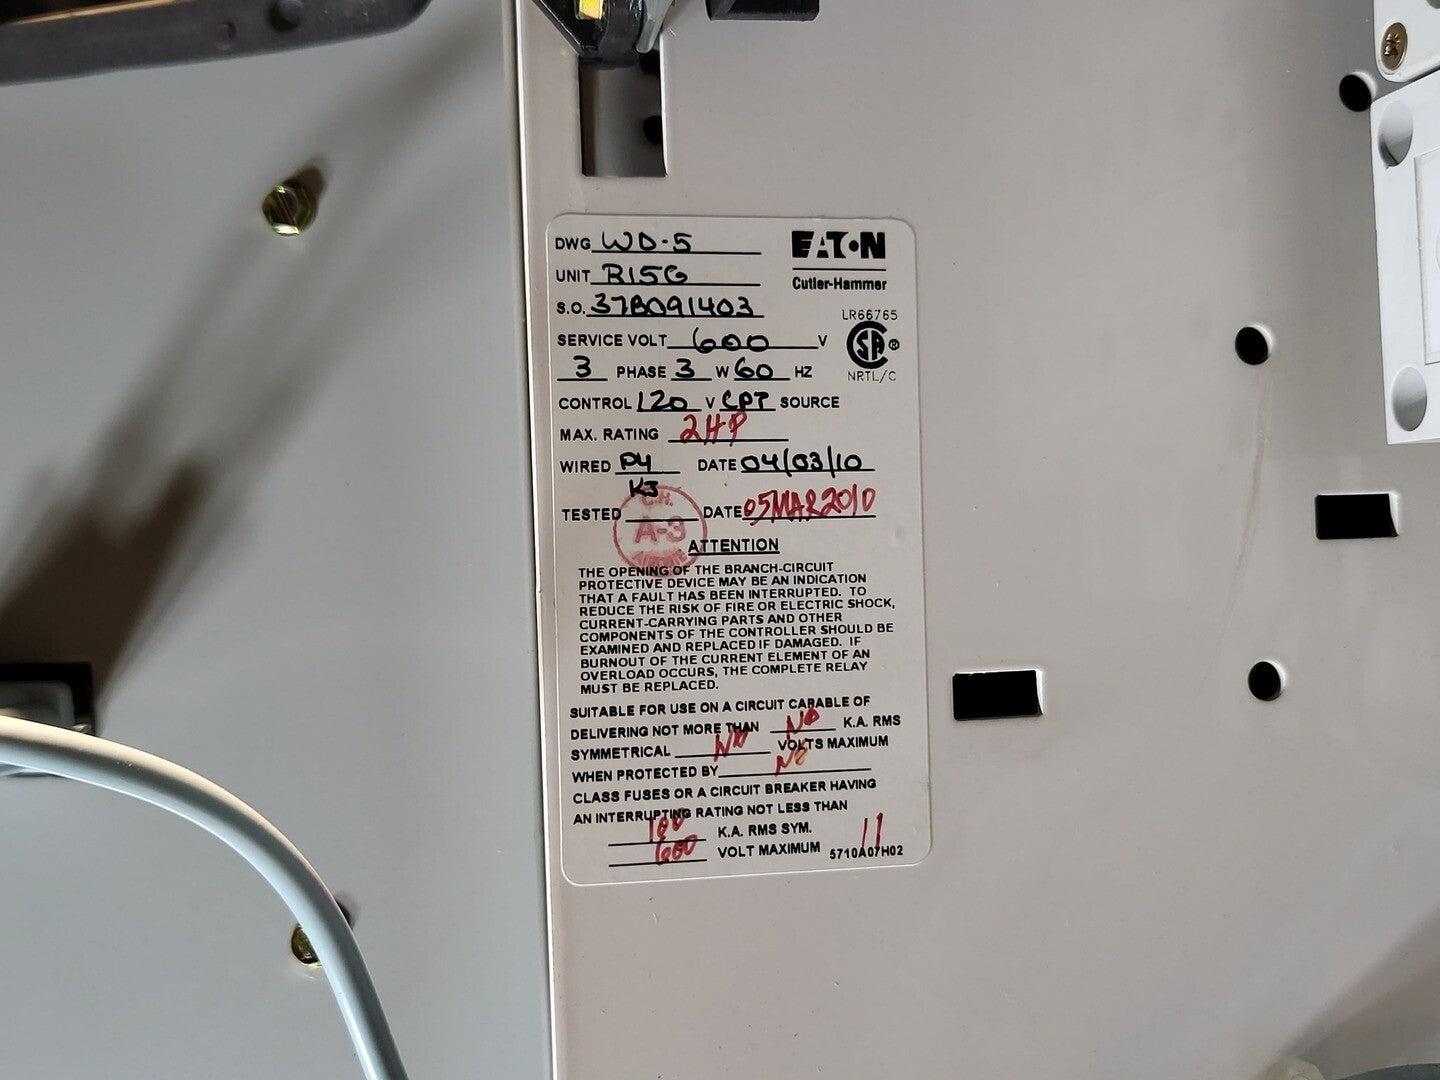 DWG WD-5
EATON
UNIT R15G
Cutler-Hammer
S.O. 37B091403
LR66765
SERVICE VOLT 600 V
SA ®
3 PHASE 3 W 60 HZ
NRTL/C
CONTROL 120 V CPT SOURCE
MAX. RATING 2HP
WIRED P4 DATE 04/03/10
KJ
C.H.
TESTED A-3 DATE 05MAR2010
ATTENTION
THE OPENING OF THE BRANCH-CIRCUIT
PROTECTIVE DEVICE MAY BE AN INDICATION
THAT A FAULT HAS BEEN INTERRUPTED. TO
REDUCE THE RISK OF FIRE OR ELECTRIC SHOCK,
CURRENT-CARRYING PARTS AND OTHER
COMPONENTS OF THE CONTROLLER SHOULD BE
EXAMINED AND REPLACED IF DAMAGED. IF
BURNOUT OF THE CURRENT ELEMENT OF AN
OVERLOAD OCCURS, THE COMPLETE RELAY
MUST BE REPLACED.
SUITABLE FOR USE ON A CIRCUIT CAPABLE OF
DELIVERING NOT MORE THAN K.A. RMS
SYMMETRICAL VOLTS MAXIMUM
WHEN PROTECTED BY
CLASS FUSES OR A CIRCUIT BREAKER HAVING
AN INTERRUPTING RATING NOT LESS THAN
100 K.A. RMS SYM. 11
600 VOLT MAXIMUM 5710A07H02